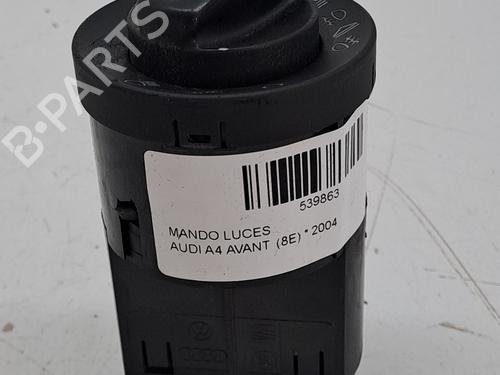 B-PARTS
539863
MANDO LUCES
AUDI A4 AVANT (8E) * 2004